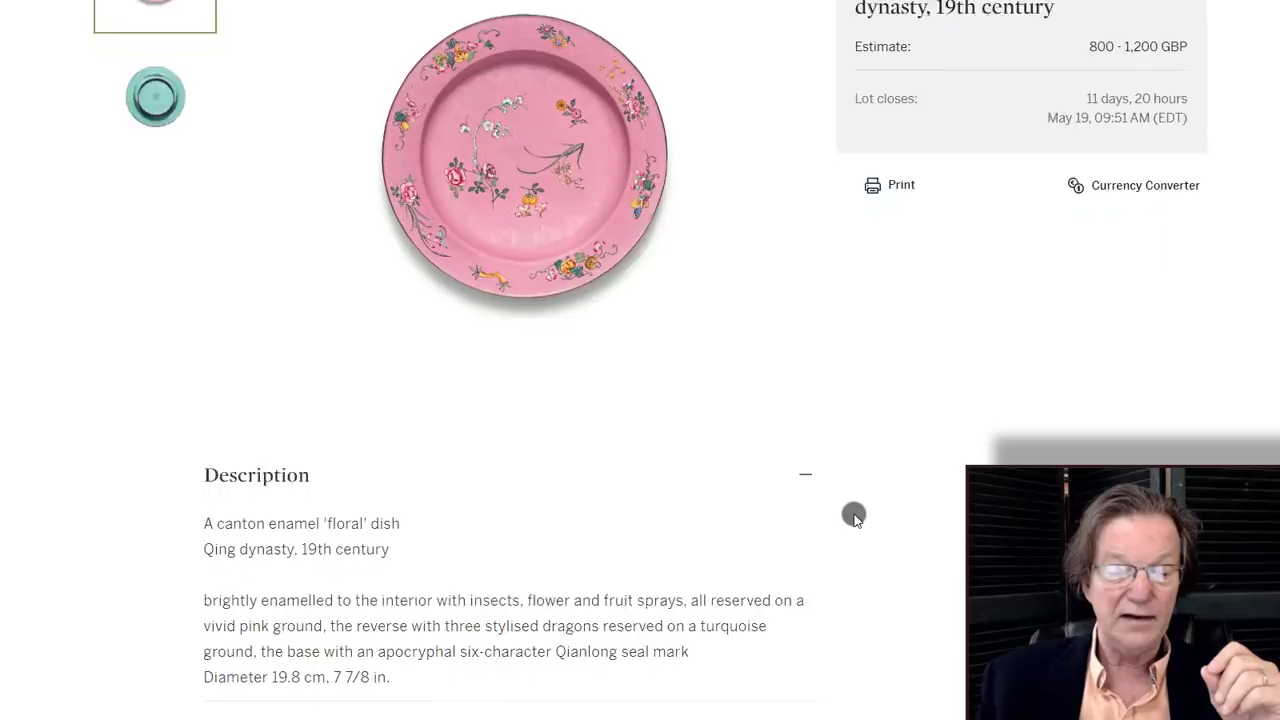 dynasty, 19th century
Estimate: 800 - 1,200 GBP
Lot closes: 11 days, 20 hours
May 19, 09:51 AM (EDT)
Print Currency Converter
Description
A canton enamel 'floral' dish
Qing dynasty, 19th century
brightly enamelled to the interior with insects, flower and fruit sprays, all reserved on a
vivid pink ground, the reverse with three stylised dragons reserved on a turquoise
ground, the base with an apocryphal six-character Qianlong seal mark
Diameter 19.8 cm, 7 7/8 in.